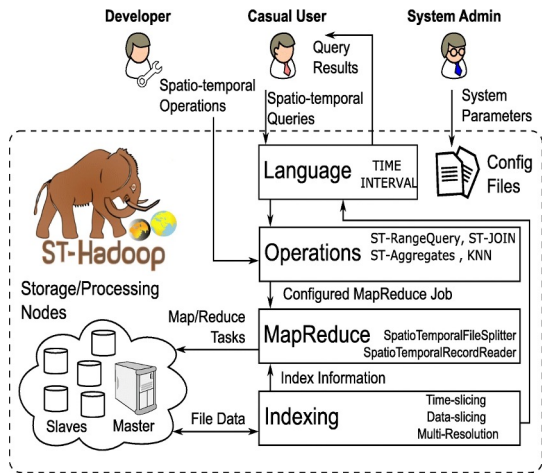 Developer
Casual User
System Admin
Query
Results
Spatio-temporal
Operations
Spatio-temporal
Queries
System
Parameters
Language
TIME
INTERVAL
Config
Files
ST-Hadoop
Operations
ST-RangeQuery, ST-JOIN
ST-Aggregates , KNN
Storage/Processing
Nodes
Configured MapReduce Job
Map/Reduce
Tasks
MapReduce
SpatioTemporalFileSplitter
SpatioTemporalRecordReader
Index Information
Slaves
Master
File Data
Indexing
Time-slicing
Data-slicing
Multi-Resolution